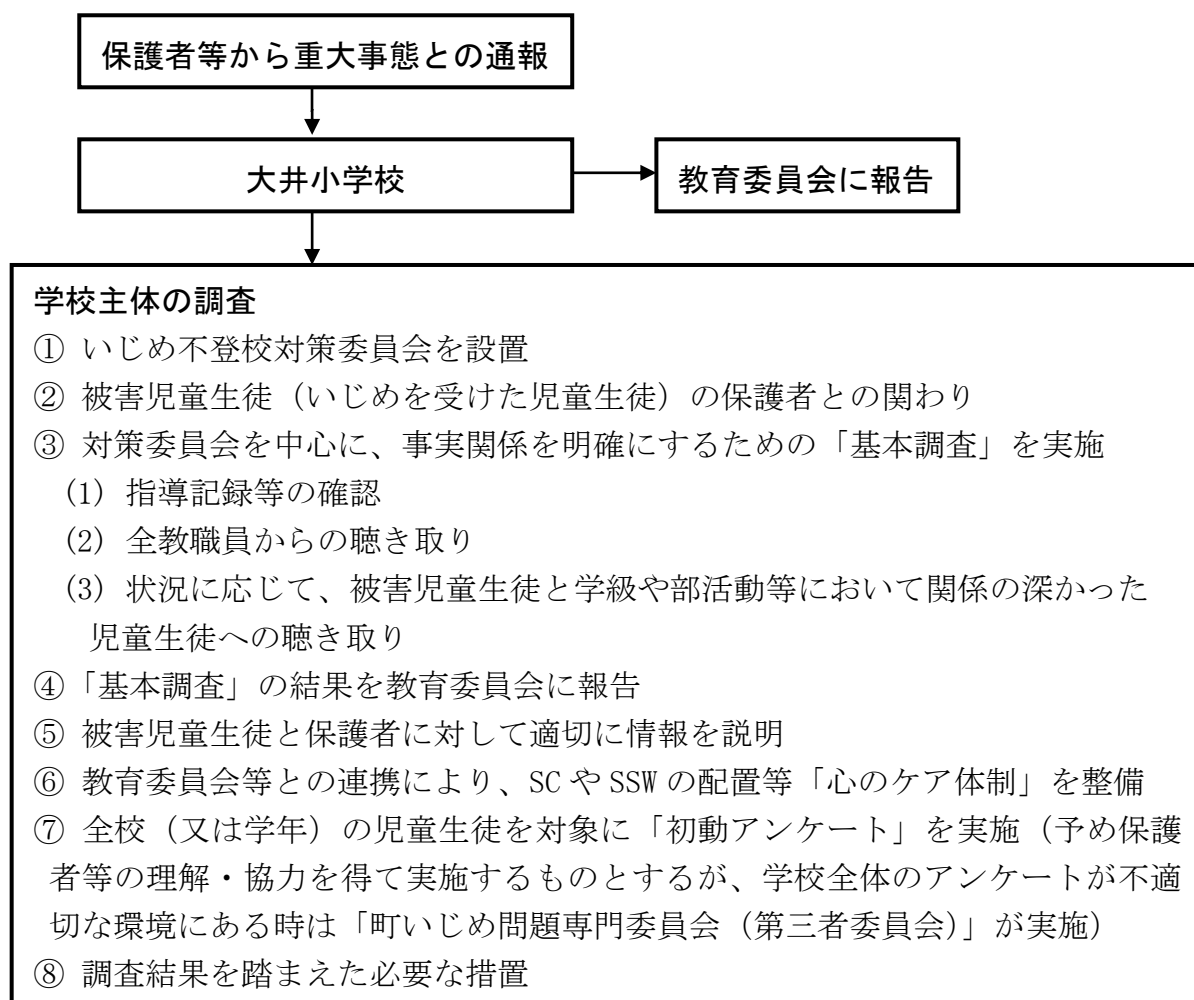 保護者等から重大事態との通報
大井小学校
教育委員会に報告
学校主体の調査
① いじめ不登校対策委員会を設置
② 被害児童生徒（いじめを受けた児童生徒）の保護者との関わり
③ 対策委員会を中心に、事実関係を明確にするための「基本調査」を実施
(1) 指導記録等の確認
(2) 全教職員からの聴き取り
(3) 状況に応じて、被害児童生徒と学級や部活動等において関係の深かった
児童生徒への聴き取り
④「基本調査」の結果を教育委員会に報告
⑤ 被害児童生徒と保護者に対して適切に情報を説明
⑥ 教育委員会等との連携により、SC や SSW の配置等「心のケア体制」を整備
⑦ 全校（又は学年）の児童生徒を対象に「初動アンケート」を実施（予め保護
者等の理解・協力を得て実施するものとするが、学校全体のアンケートが不適
切な環境にある時は「町いじめ問題専門委員会（第三者委員会）」が実施）
⑧ 調査結果を踏まえた必要な措置